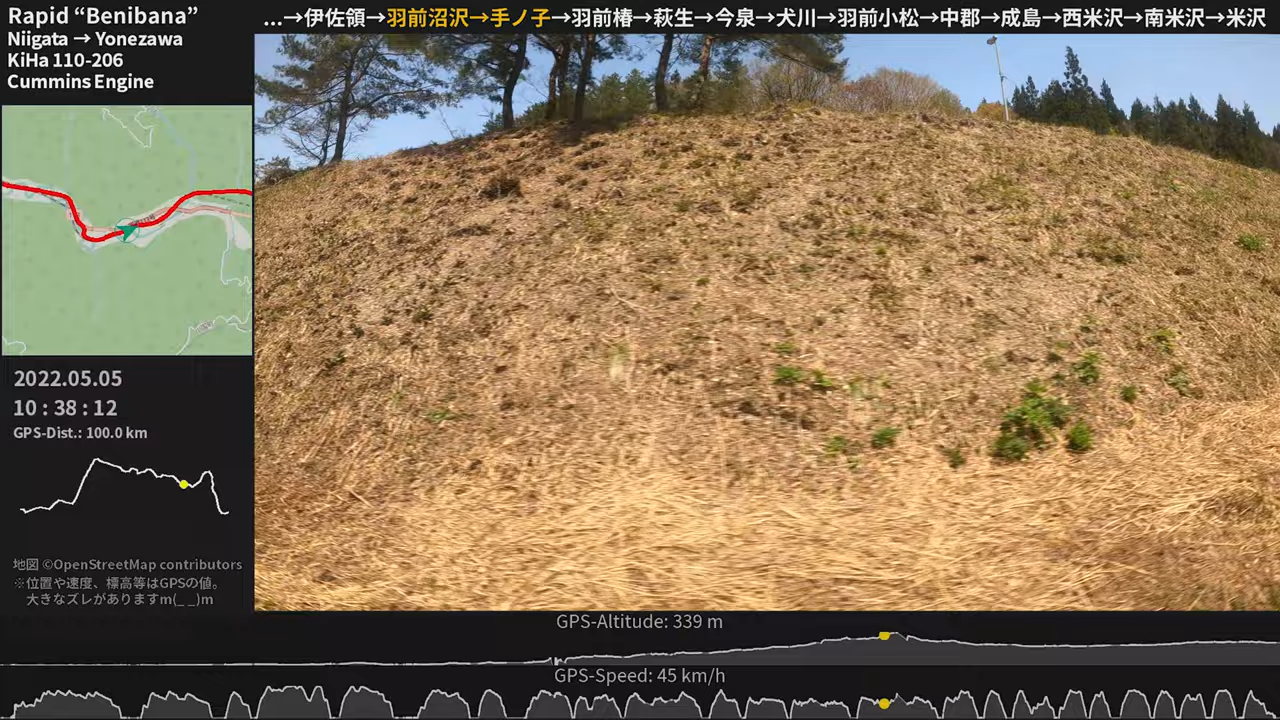 Rapid “Benibana”
Niigata → Yonezawa
KiHa 110-206
Cummins Engine
...→伊佐領→羽前沼沢→手ノ子→羽前椿→萩生→今泉→犬川→羽前小松→中郡→成島→西米沢→南米沢→米沢
2022.05.05
10 : 38 : 12
GPS-Dist.: 100.0 km
地図 ©OpenStreetMap contributors
※位置や速度、標高等はGPSの値。
大きなズレがありますm(_ _)m
GPS-Altitude: 339 m
GPS-Speed: 45 km/h